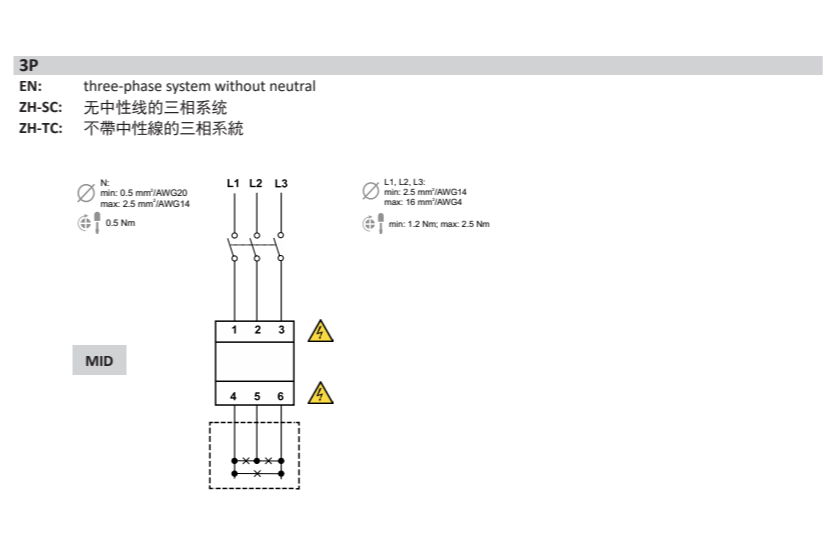 3P
EN: three-phase system without neutral
ZH-SC: 无中性线的三相系统
ZH-TC: 不帶中性線的三相系統
N:
min: 0.5 mm²/AWG20
max: 2.5 mm²/AWG14
0.5 Nm
L1 L2 L3
L1, L2, L3:
min: 2.5 mm²/AWG14
max: 16 mm²/AWG4
min: 1.2 Nm; max: 2.5 Nm
1 2 3
MID
4 5 6